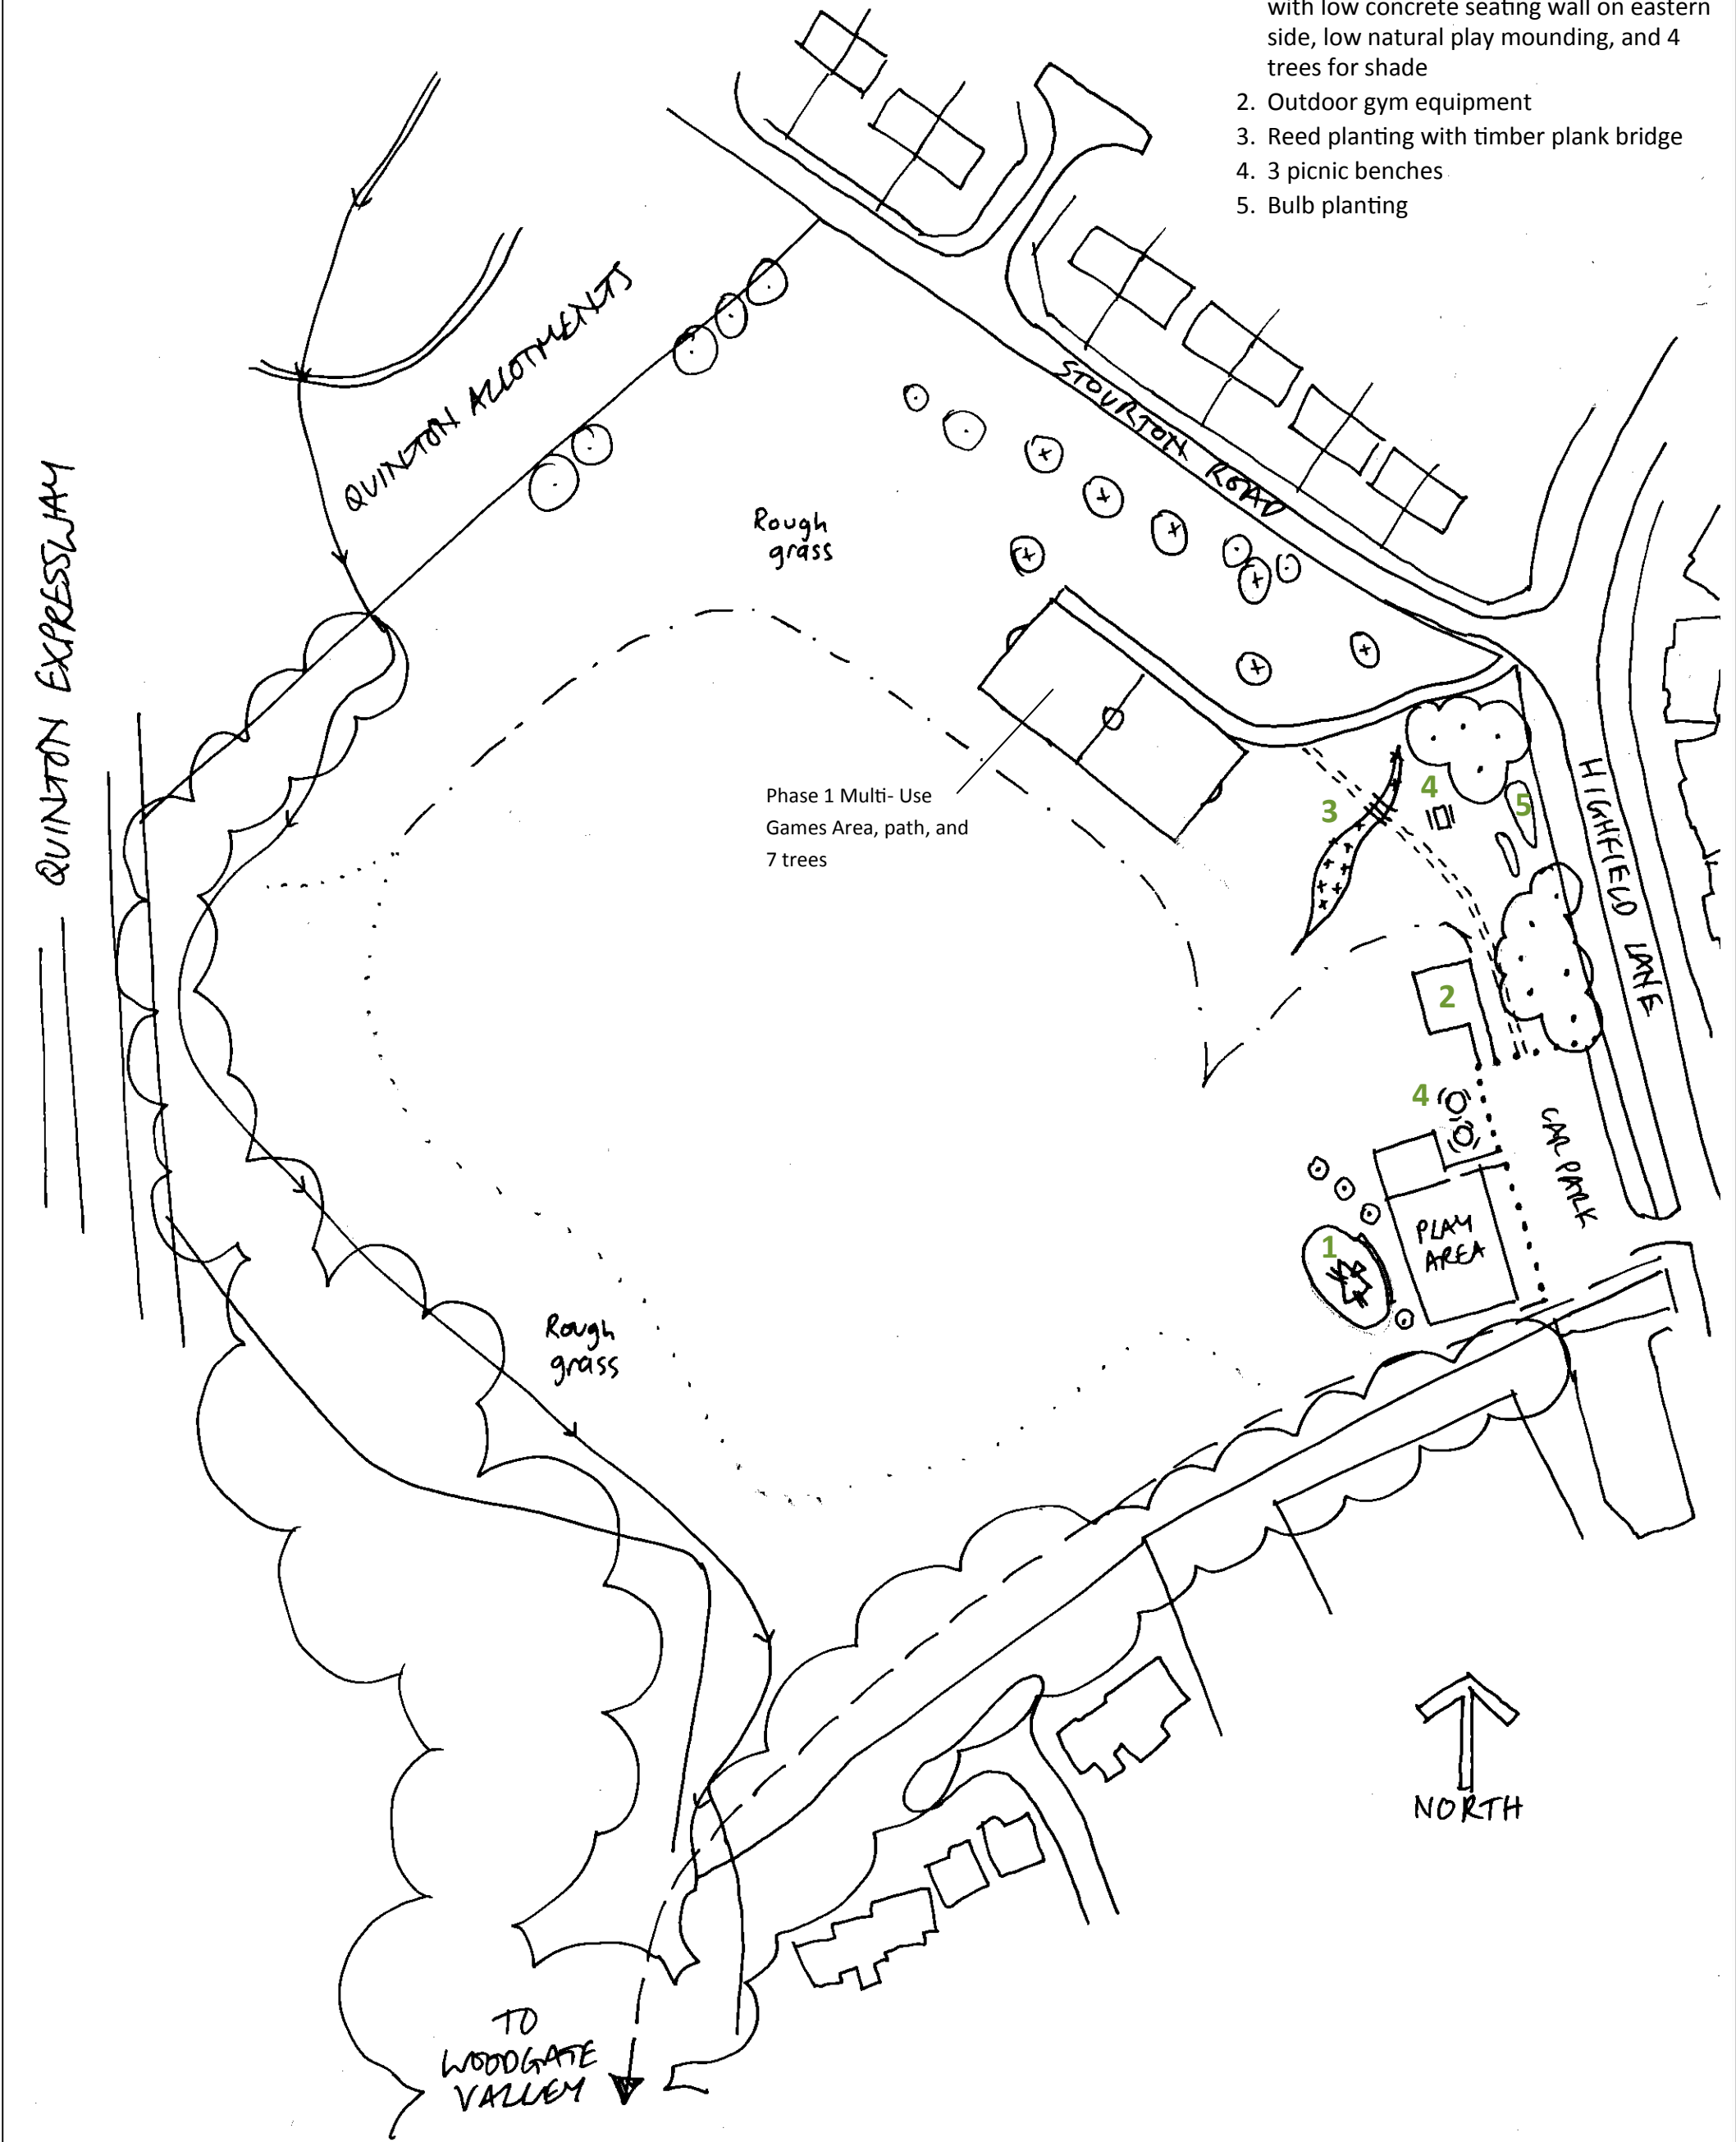 with low concrete seating wall on eastern
side, low natural play mounding, and 4
trees for shade
2. Outdoor gym equipment
3. Reed planting with timber plank bridge
4. 3 picnic benches
5. Bulb planting
QUINTON ALLOTMENTS
STOURTON ROAD
QUINTON EXPRESSWAY
Rough
grass
Phase 1 Multi- Use
Games Area, path, and
7 trees
3
4
5
HIGHFIELD LANE
2
4
CAR PARK
1
PLAY
AREA
Rough
grass
NORTH
TO
WOODGATE
VALLEY